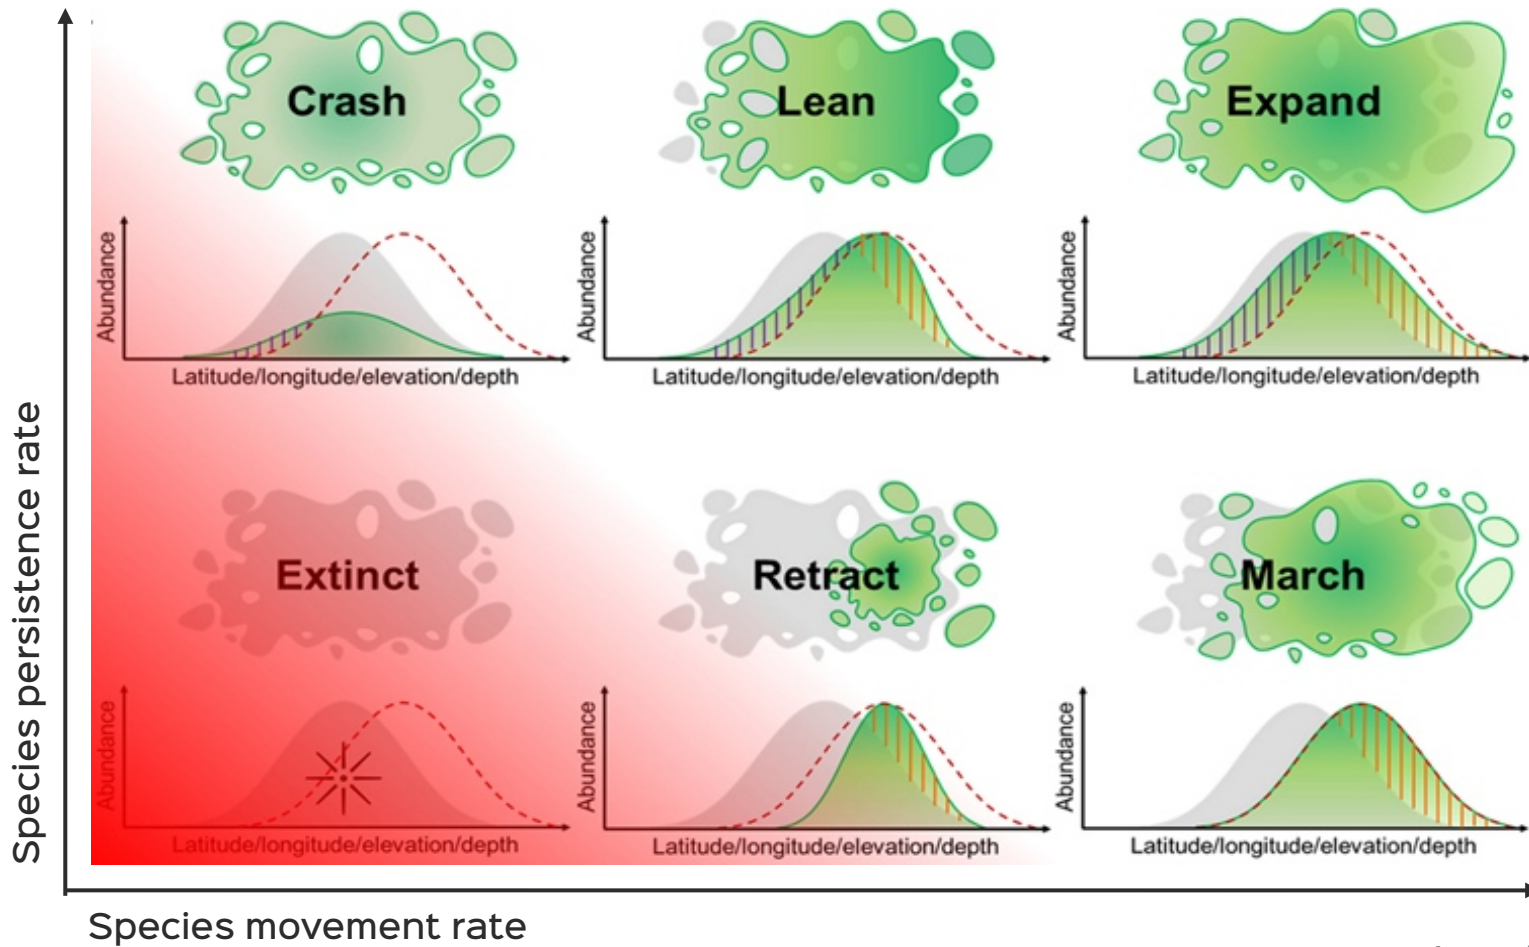 Species persistence rate
Crash
Lean
Expand
Abundance
Latitude/longitude/elevation/depth
Abundance
Latitude/longitude/elevation/depth
Abundance
Latitude/longitude/elevation/depth
Extinct
Retract
March
Abundance
Latitude/longitude/elevation/depth
Abundance
Latitude/longitude/elevation/depth
Abundance
Latitude/longitude/elevation/depth
Species movement rate